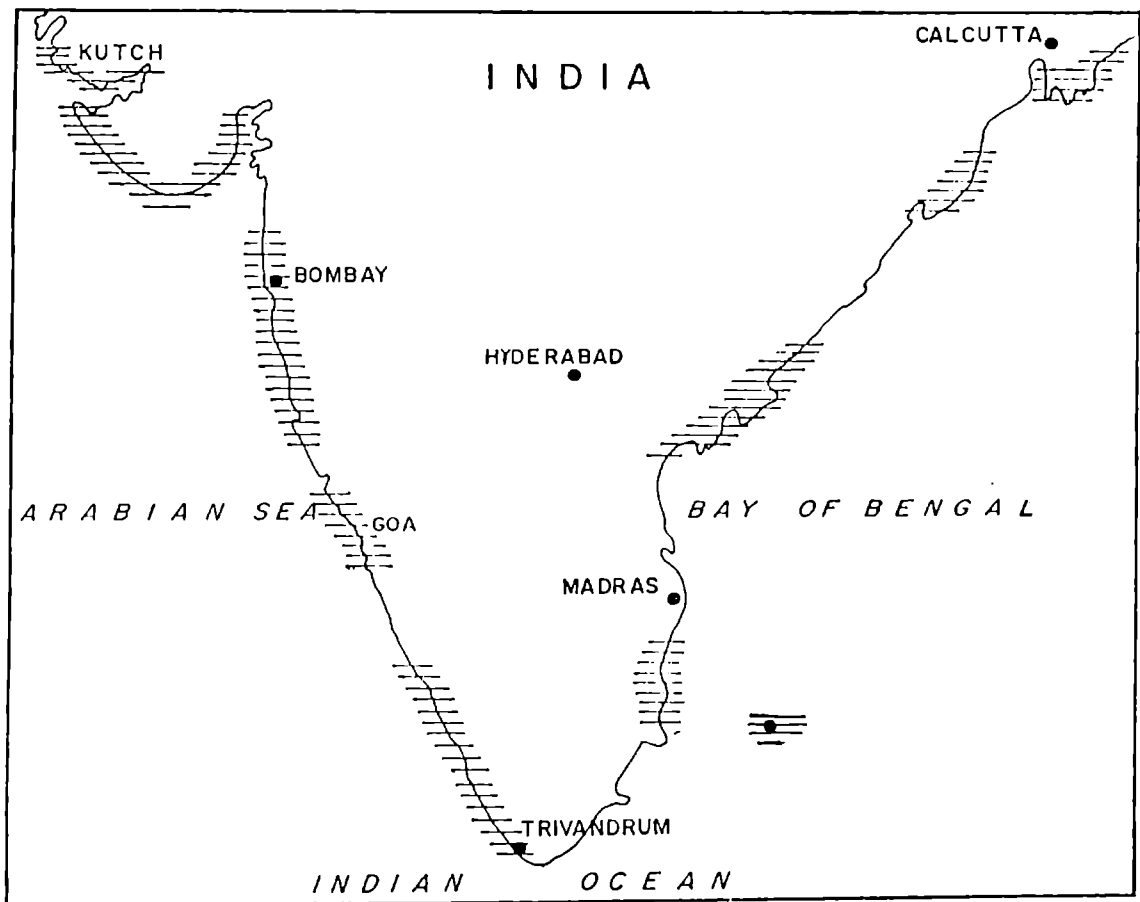 KUTCH
CALCUTTA
INDIA
BOMBAY
HYDERABAD
ARABIAN SEA
GOA
BAY OF BENGAL
MADRAS
TRIVANDRUM
INDIAN OCEAN